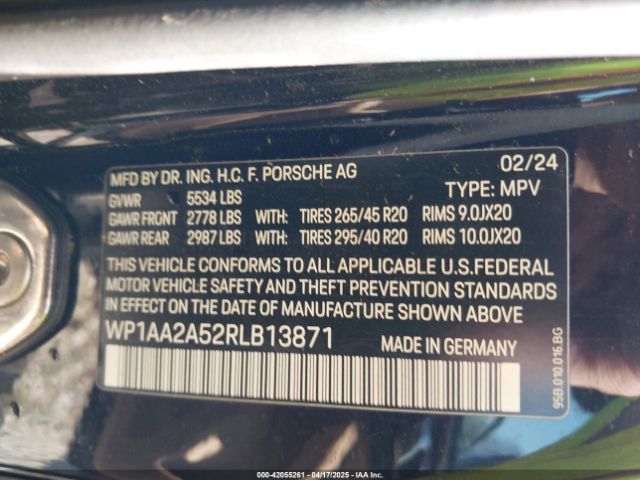 MFD BY DR. ING. H.C. F. PORSCHE AG 02/24
GVWR 5534 LBS TYPE: MPV
GAWR FRONT 2778 LBS WITH: TIRES 265/45 R20 RIMS 9.0JX20
GAWR REAR 2987 LBS WITH: TIRES 295/40 R20 RIMS 10.0JX20
THIS VEHICLE CONFORMS TO ALL APPLICABLE U.S.FEDERAL
MOTOR VEHICLE SAFETY AND THEFT PREVENTION STANDARDS
IN EFFECT ON THE DATE OF MANUFACTURE SHOWN ABOVE
WP1AA2A52RLB13871 MADE IN GERMANY
95B.010.016.BG
000-42055261 - 04/17/2025 - IAA Inc.